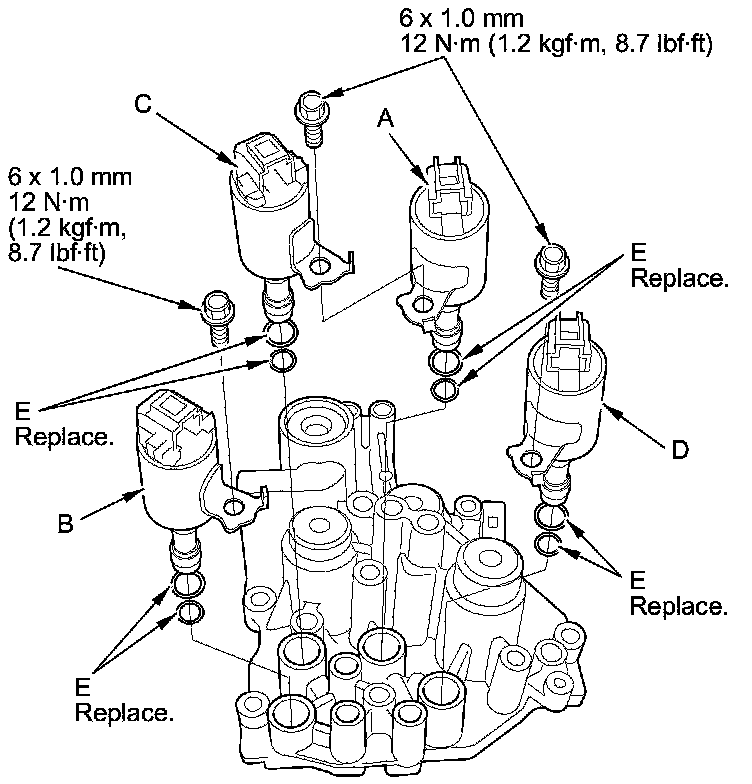 6 x 1.0 mm
12 N·m (1.2 kgf·m, 8.7 lbf·ft)
C
A
6 x 1.0 mm
12 N·m
(1.2 kgf·m,
8.7 lbf·ft)
E
Replace.
E
Replace.
D
B
E
Replace.
E
Replace.